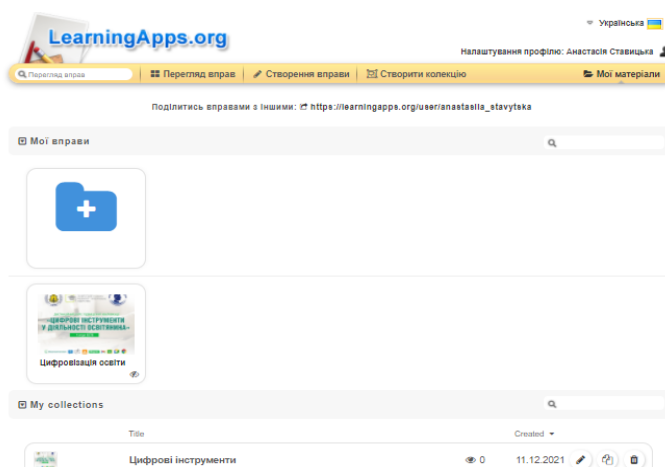 Українська
LearningApps.org
Налаштування профілю: Анастасія Ставицька
Перегляд вправ
Перегляд вправ
Створення вправи
Створити колекцію
Мої матеріали
Поділитись вправами з іншими: https://learningapps.org/user/anastasiia_stavytska
Мої вправи
«ЦИФРОВІ ІНСТРУМЕНТИ
У ДІЯЛЬНОСТІ ОСВІТЯНИНА»
Цифровізація освіти
My collections
Title
Created
Цифрові інструменти
0
11.12.2021